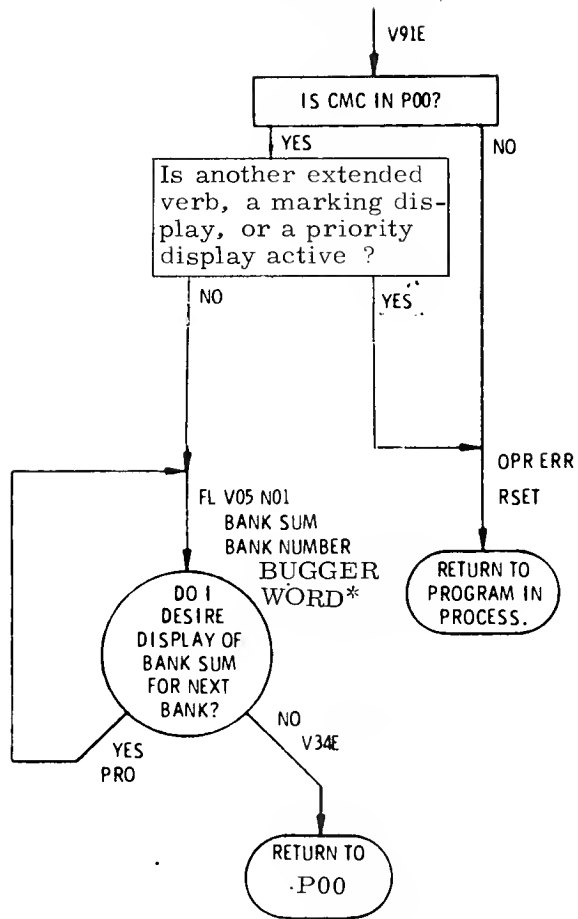 V91E
IS CMC IN P00?
YES
NO
Is another extended
verb, a marking dis-
play, or a priority
display active ?
NO
YES
OPR ERR
RSET
FL V05 N01
BANK SUM
BANK NUMBER
BUGGER
WORD*
RETURN TO
PROGRAM IN
PROCESS.
DO I
DESIRE
DISPLAY OF
BANK SUM
FOR NEXT
BANK?
YES
PRO
NO
V34E
RETURN TO
P00